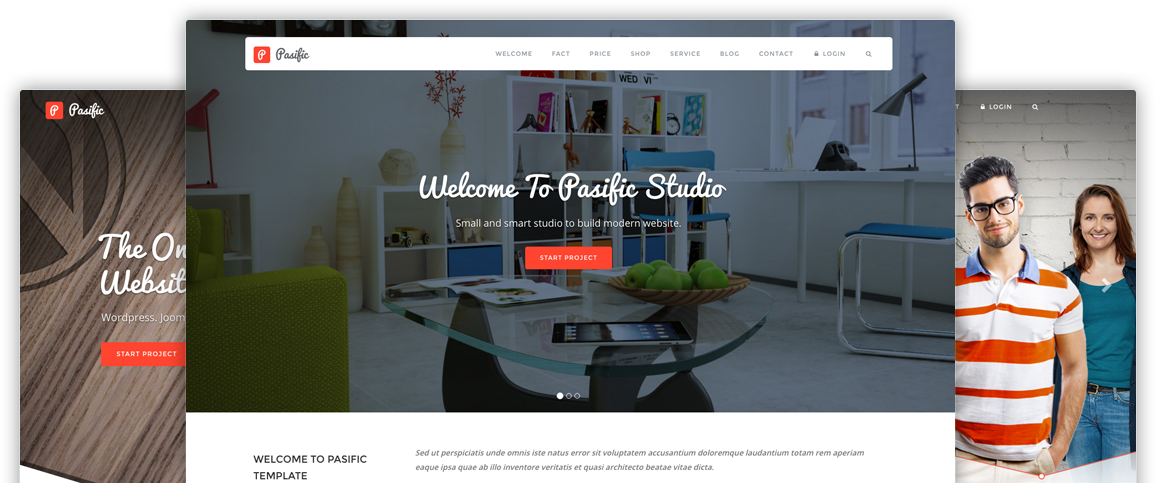 P Pasific
WELCOME FACT PRICE SHOP SERVICE BLOG CONTACT LOGIN
WED VI
Welcome To Pasific Studio
Small and smart studio to build modern website.
START PROJECT
WELCOME TO PASIFIC
TEMPLATE
Sed ut perspiciatis unde omnis iste natus error sit voluptatem accusantium doloremque laudantium totam rem aperiam
eaque ipsa quae ab illo inventore veritatis et quasi architecto beatae vitae dicta.
P Pasific
The On
Websit
Wordpress. Joom
START PROJECT
T LOGIN